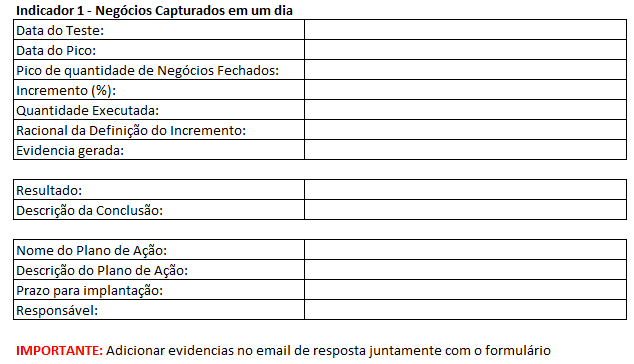 Indicador 1 - Negócios Capturados em um dia
Data do Teste:
Data do Pico:
Pico de quantidade de Negócios Fechados:
Incremento (%):
Quantidade Executada:
Racional da Definição do Incremento:
Evidencia gerada:
Resultado:
Descrição da Conclusão:
Nome do Plano de Ação:
Descrição do Plano de Ação:
Prazo para implantação:
Responsável:
IMPORTANTE: Adicionar evidencias no email de resposta juntamente com o formulário